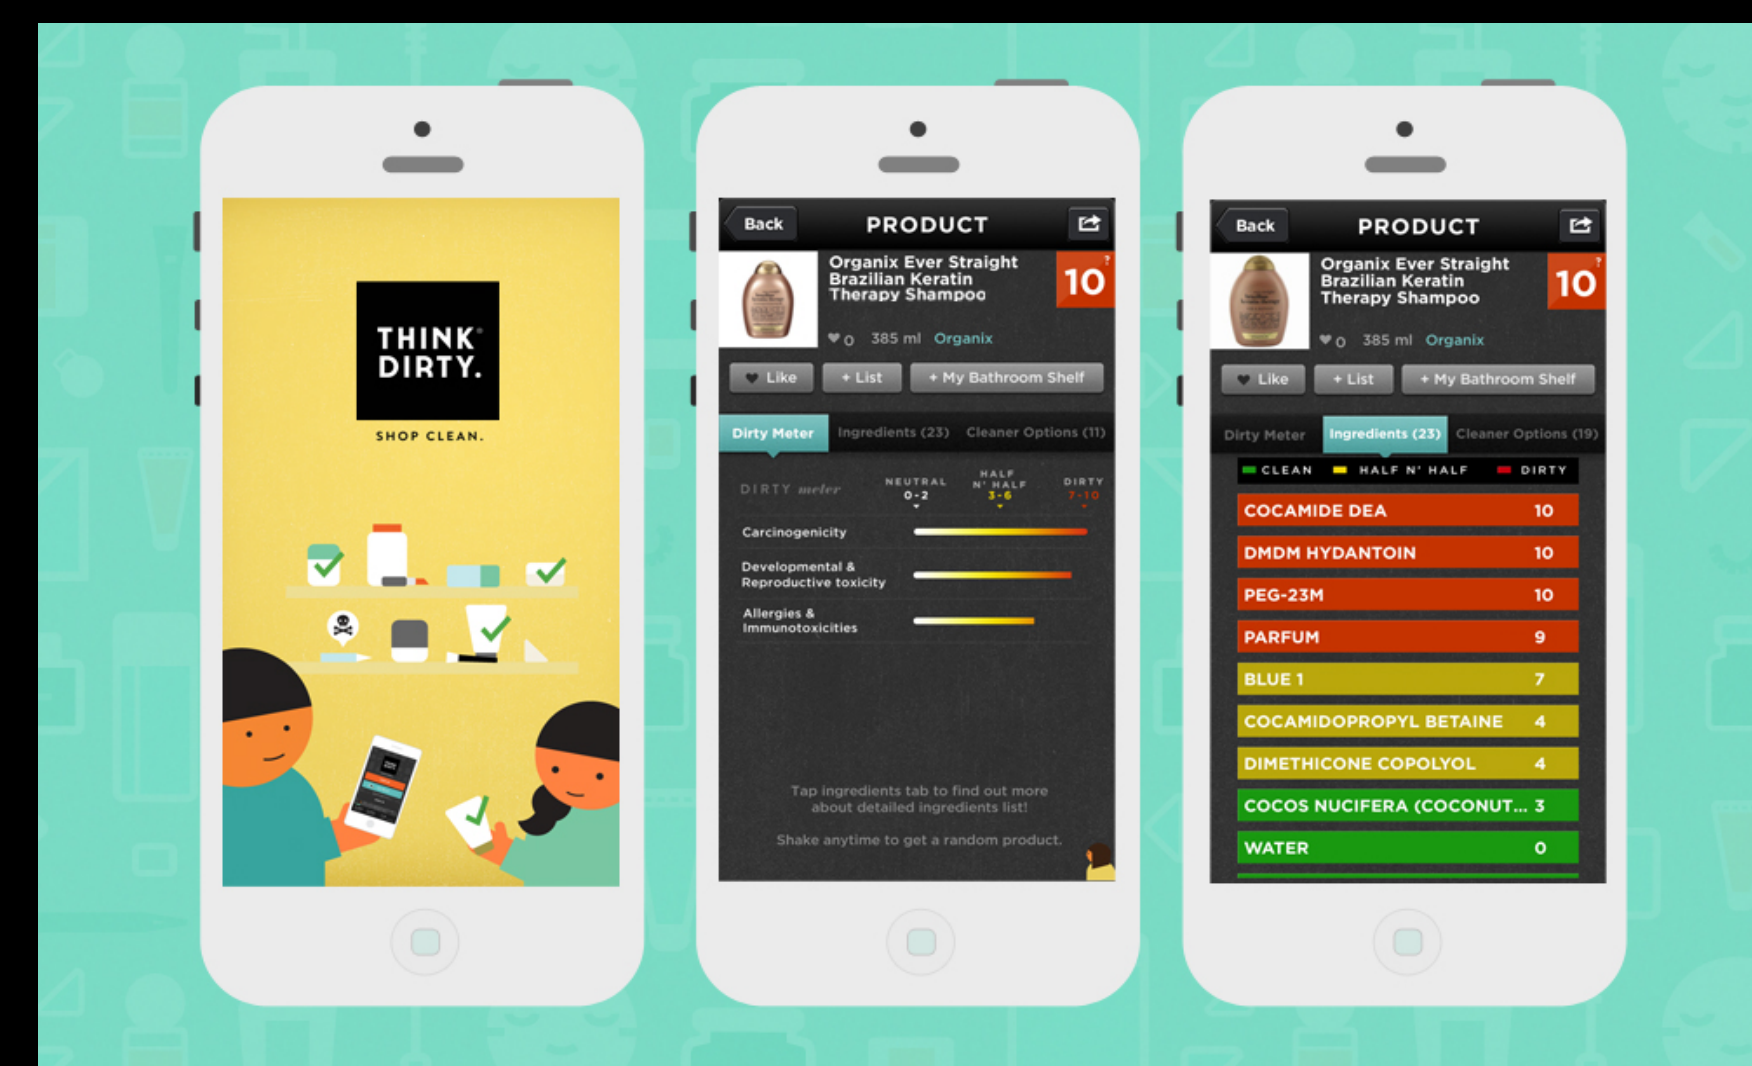 THINK®
DIRTY.
SHOP CLEAN.
Back
PRODUCT
Organix Ever Straight
Brazilian Keratin
Therapy Shampoo
10
?
0 385 ml Organix
Like
+ List
+ My Bathroom Shelf
Dirty Meter
Ingredients (23)
Cleaner Options (11)
DIRTY meter
NEUTRAL
0-2
HALF
N' HALF
3-6
DIRTY
7-10
Carcinogenicity
Developmental &
Reproductive toxicity
Allergies &
Immunotoxicities
Tap ingredients tab to find out more
about detailed ingredients list!
Shake anytime to get a random product.
Back
PRODUCT
Organix Ever Straight
Brazilian Keratin
Therapy Shampoo
10
?
0 385 ml Organix
Like
+ List
+ My Bathroom Shelf
Dirty Meter
Ingredients (23)
Cleaner Options (19)
CLEAN HALF N' HALF DIRTY
COCAMIDE DEA 10
DMDM HYDANTOIN 10
PEG-23M 10
PARFUM 9
BLUE 1 7
COCAMIDOPROPYL BETAINE 4
DIMETHICONE COPOLYOL 4
COCOS NUCIFERA (COCONUT... 3
WATER 0